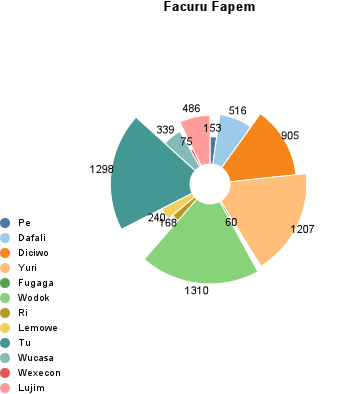 Facuru Fapem
486
153
516
339
75
905
1298
240
168
60
1207
1310
Pe
Dafali
Diciwo
Yuri
Fugaga
Wodok
Ri
Lemowe
Tu
Wucasa
Wexecon
Lujim